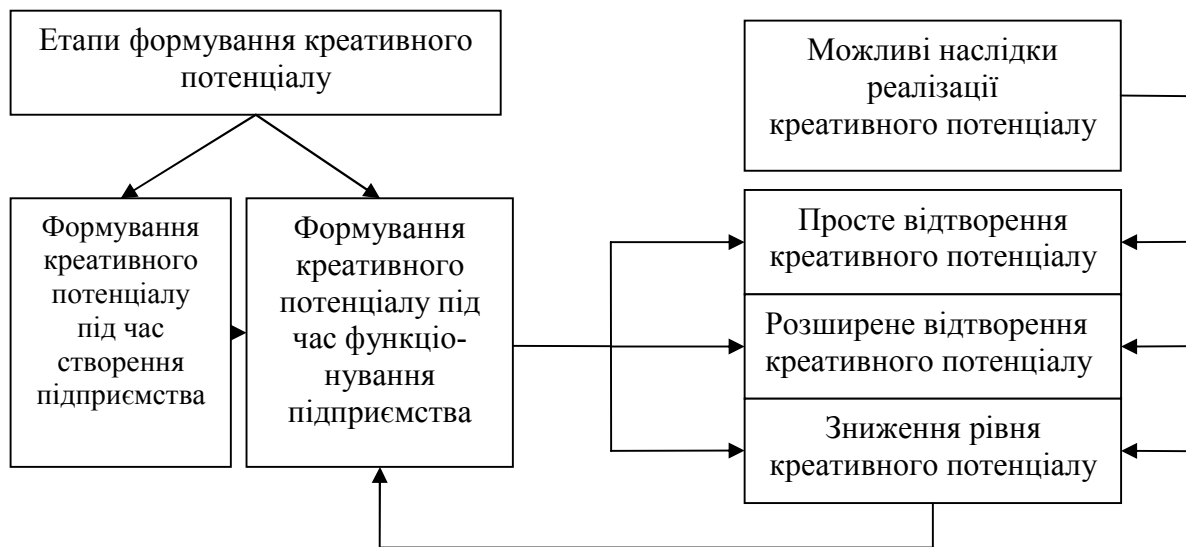 Етапи формування креативного
потенціалу
Можливі наслідки
реалізації
креативного потенціалу
Формування
креативного
потенціалу
під час
створення
підприємства
Формування
креативного
потенціалу під
час функціо-
нування
підприємства
Просте відтворення
креативного потенціалу
Розширене відтворення
креативного потенціалу
Зниження рівня
креативного потенціалу